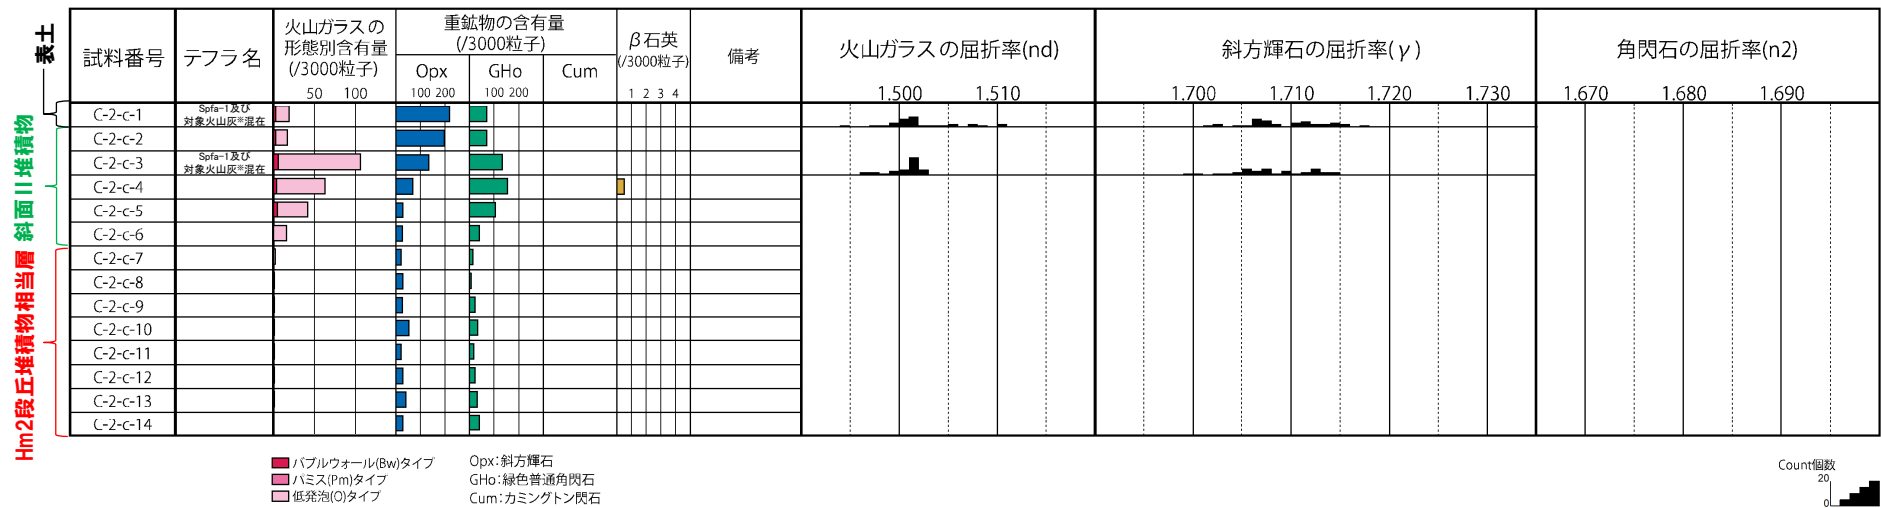 表土
斜面II堆積物
Hm2段丘堆積物相当層
試料番号
テフラ名
火山ガラスの
形態別含有量
(/3000粒子)
50 100
重鉱物の含有量
(/3000粒子)
Opx GHo Cum
100 200 100 200
β石英
(/3000粒子)
1 2 3 4
備考
火山ガラスの屈折率(nd)
1,500 1,510
斜方輝石の屈折率(γ)
1,700 1,710 1,720 1,730
角閃石の屈折率(n2)
1,670 1,680 1,690
C-2-c-1
Spfa-1及び
対象火山灰※混在
C-2-c-2
C-2-c-3
Spfa-1及び
対象火山灰※混在
C-2-c-4
C-2-c-5
C-2-c-6
C-2-c-7
C-2-c-8
C-2-c-9
C-2-c-10
C-2-c-11
C-2-c-12
C-2-c-13
C-2-c-14
バブルウォール(Bw)タイプ
パミス(Pm)タイプ
低発泡(O)タイプ
Opx:斜方輝石
GHo:緑色普通角閃石
Cum:カミングトン閃石
Count個数
20
0